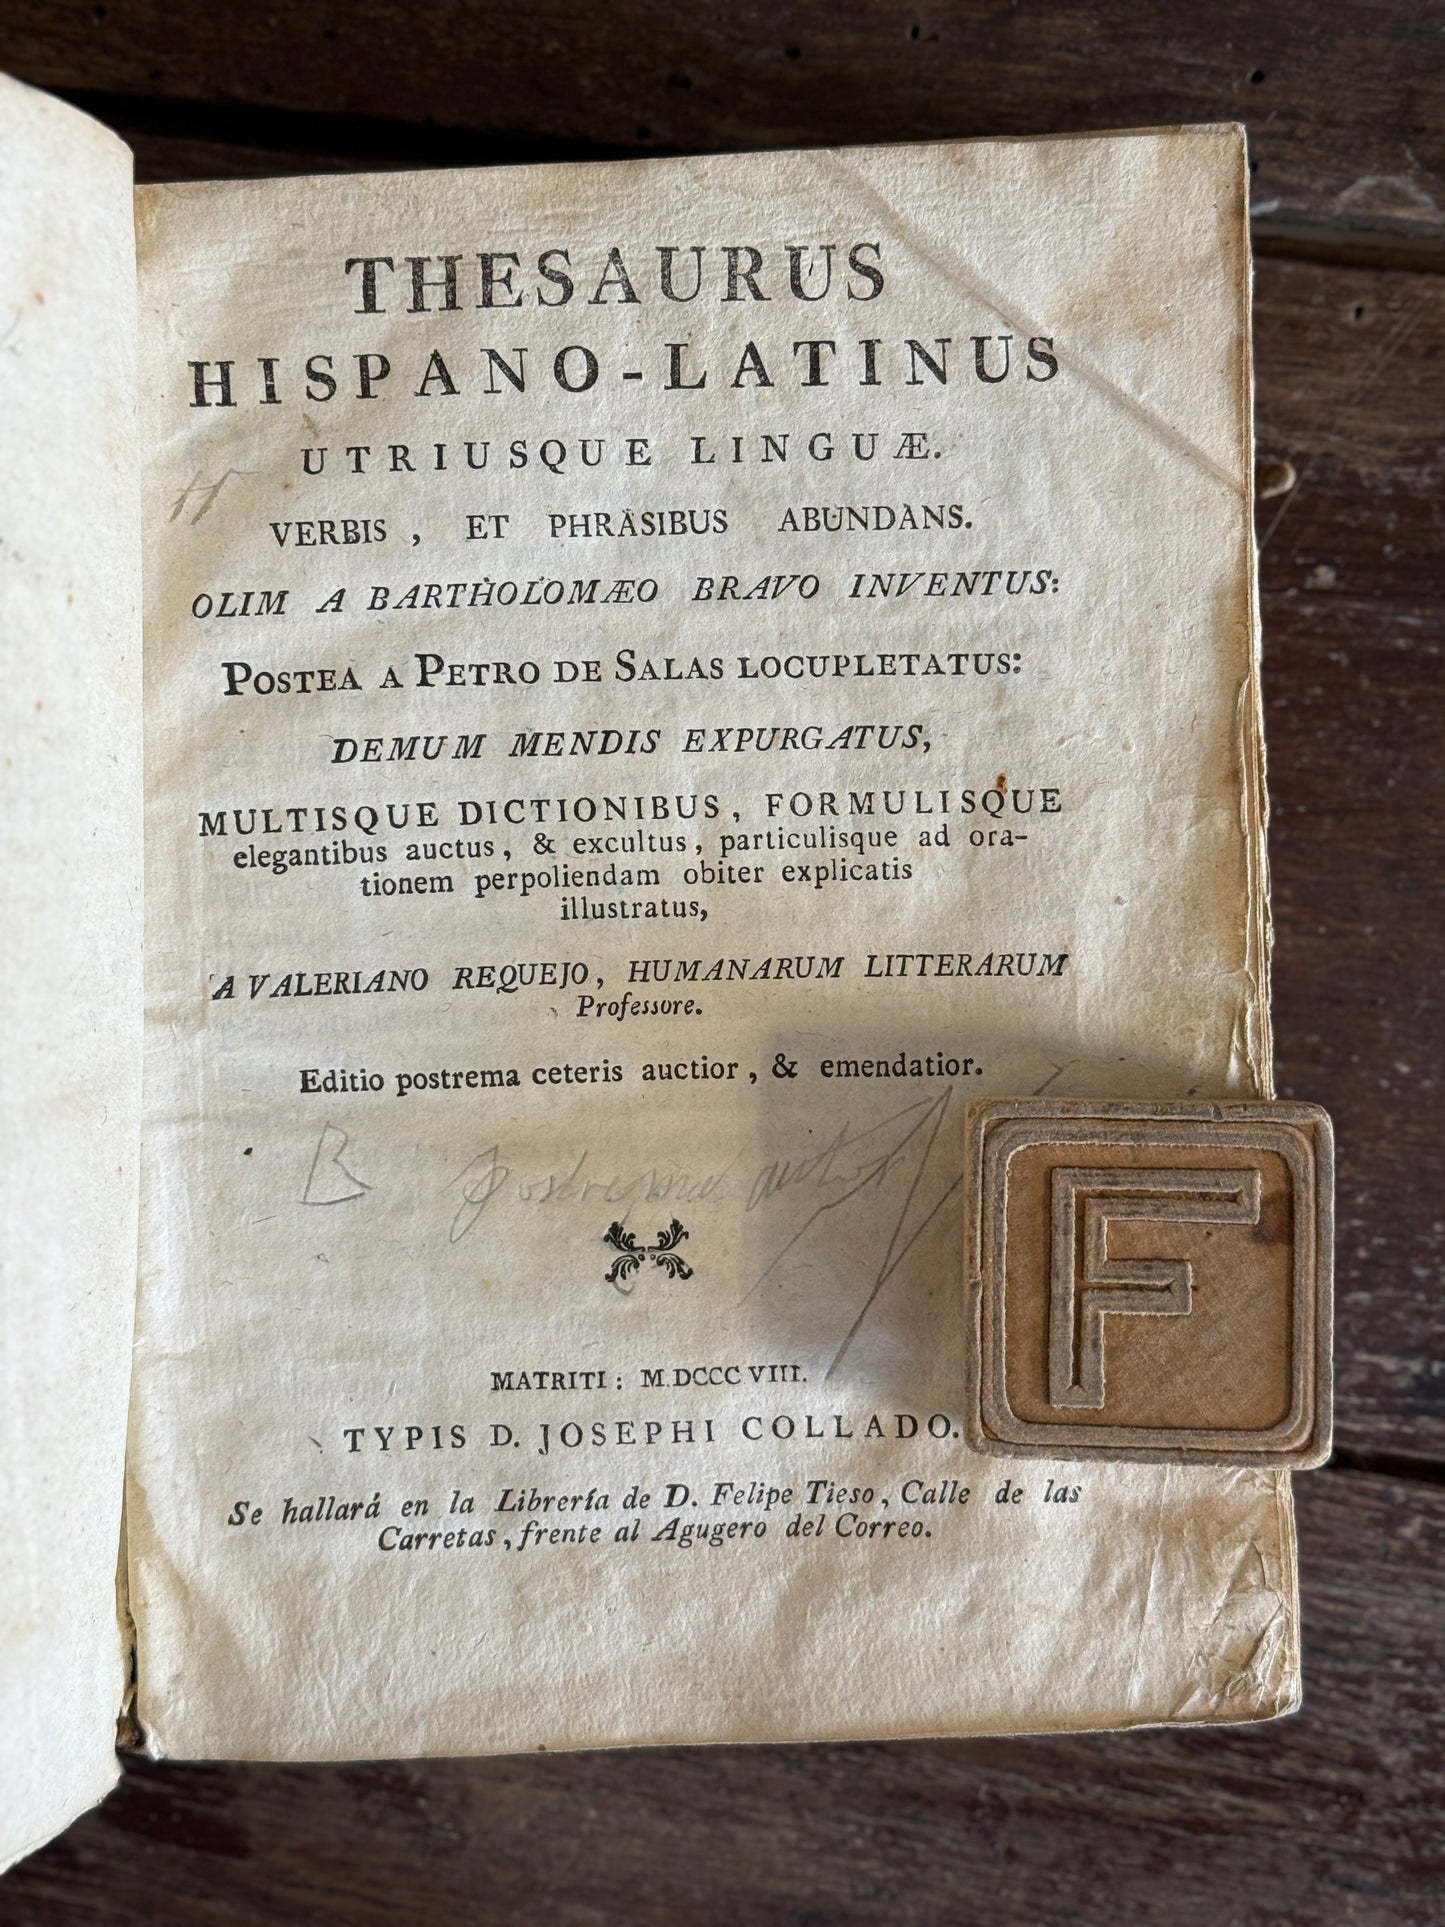 THESAURUS
HISPANO-LATINUS
UTRIUSQUE LINGUÆ.
VERBIS, ET PHRASIBUS ABUNDANS.
OLIM A BARTHOLOMÆO BRAVO INVENTUS:
POSTEA A PETRO DE SALAS LOCUPLETATUS:
DEMUM MENDIS EXPURGATUS,
MULTISQUE DICTIONIBUS, FORMULISQUE
elegantibus auctus, & excultus, particulisque ad ora-
tionem perpoliendam obiter explicatis
illustratus,
A VALERIANO REQUEJO, HUMANARUM LITTERARUM
Professore.
Editio postrema ceteris auctior, & emendatior.
B postrema
MATRITI: M.DCCCVIII.
TYPIS D. JOSEPHI COLLADO.
F
Se hallará en la Librería de D. Felipe Tieso, Calle de las
Carretas, frente al Agugero del Correo.